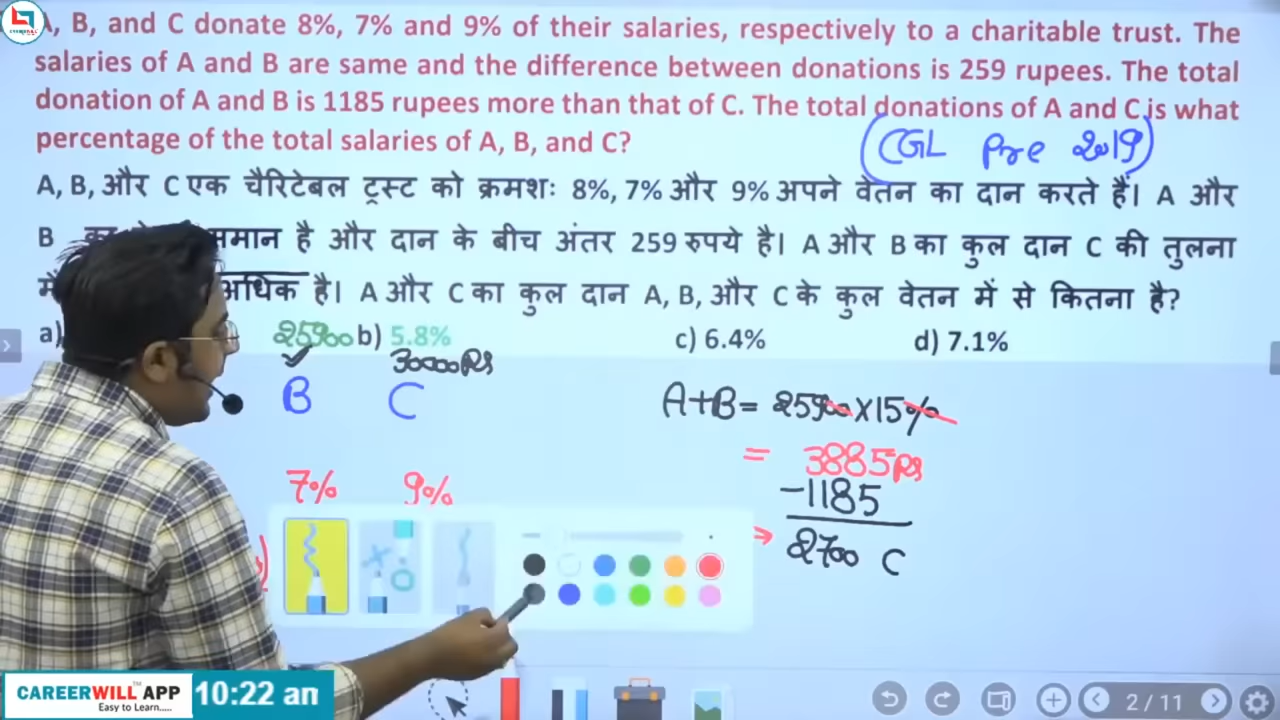 A, B, and C donate 8%, 7% and 9% of their salaries, respectively to a charitable trust. The
salaries of A and B are same and the difference between donations is 259 rupees. The total
donation of A and B is 1185 rupees more than that of C. The total donations of A and C is what
percentage of the total salaries of A, B, and C?
(CGL Pre 2019)
A, B, और C एक चैरिटेबल ट्रस्ट को क्रमशः 8%, 7% और 9% अपने वेतन का दान करते हैं। A और
B समान है और दान के बीच अंतर 259 रुपये है। A और B का कुल दान C की तुलना
में अधिक है। A और C का कुल दान A, B, और C के कुल वेतन में से कितना है?
a) 25900 b) 5.8% c) 6.4% d) 7.1%
30000 Rs
B C A+B = 25900 × 15%
= 3885 Rs
7% 9% -1185
⇒ 2700 C
CAREERWILL APP
Easy to Learn.....
10:22 an
2 / 11